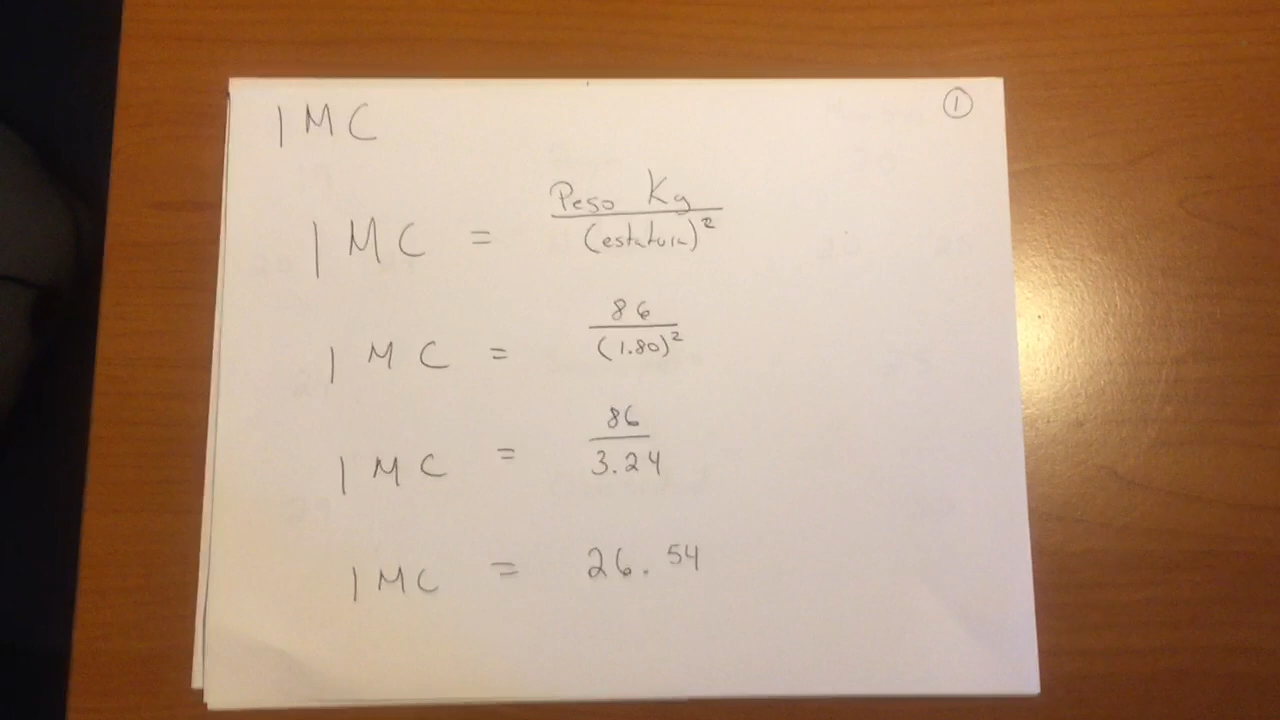 IMC
①
IMC = Peso Kg / (estatura)²
IMC = 86 / (1.80)²
IMC = 86 / 3.24
IMC = 26.54